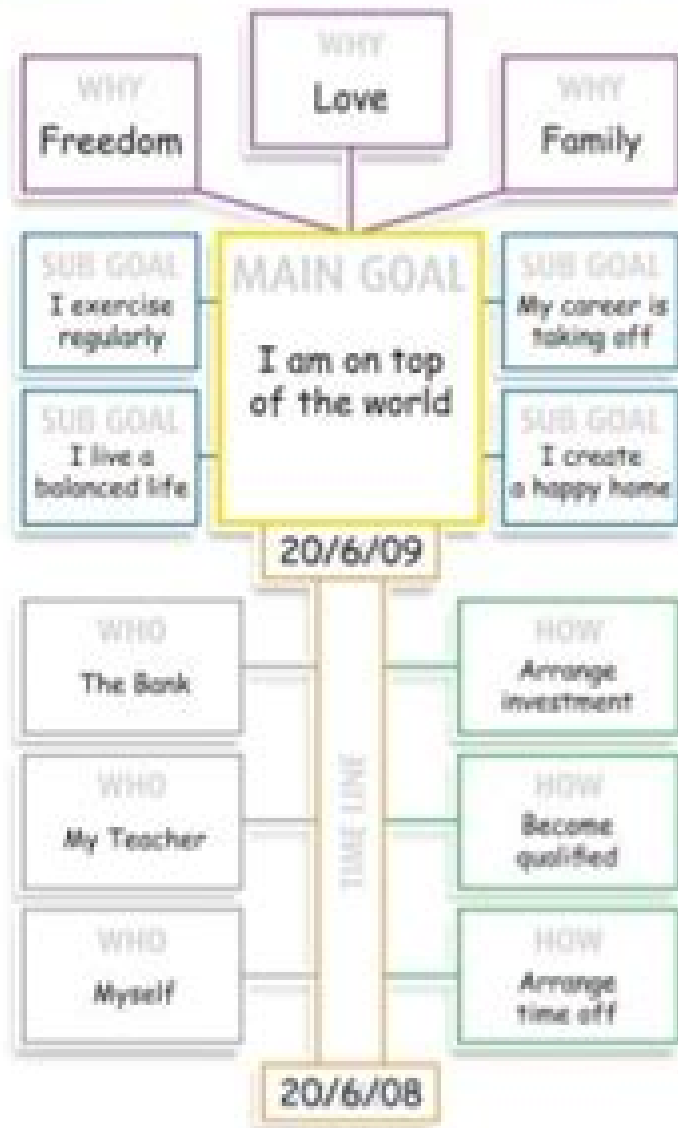 WHY
Love
WHY
Freedom
WHY
Family
MAIN GOAL
I am on top
of the world
SUB GOAL
I exercise
regularly
SUB GOAL
My career is
taking off
SUB GOAL
I live a
balanced life
SUB GOAL
I create
a happy home
20/6/09
WHO
The Bank
HOW
Arrange
investment
WHO
My Teacher
HOW
Become
qualified
TIME LINE
WHO
Myself
HOW
Arrange
time off
20/6/08